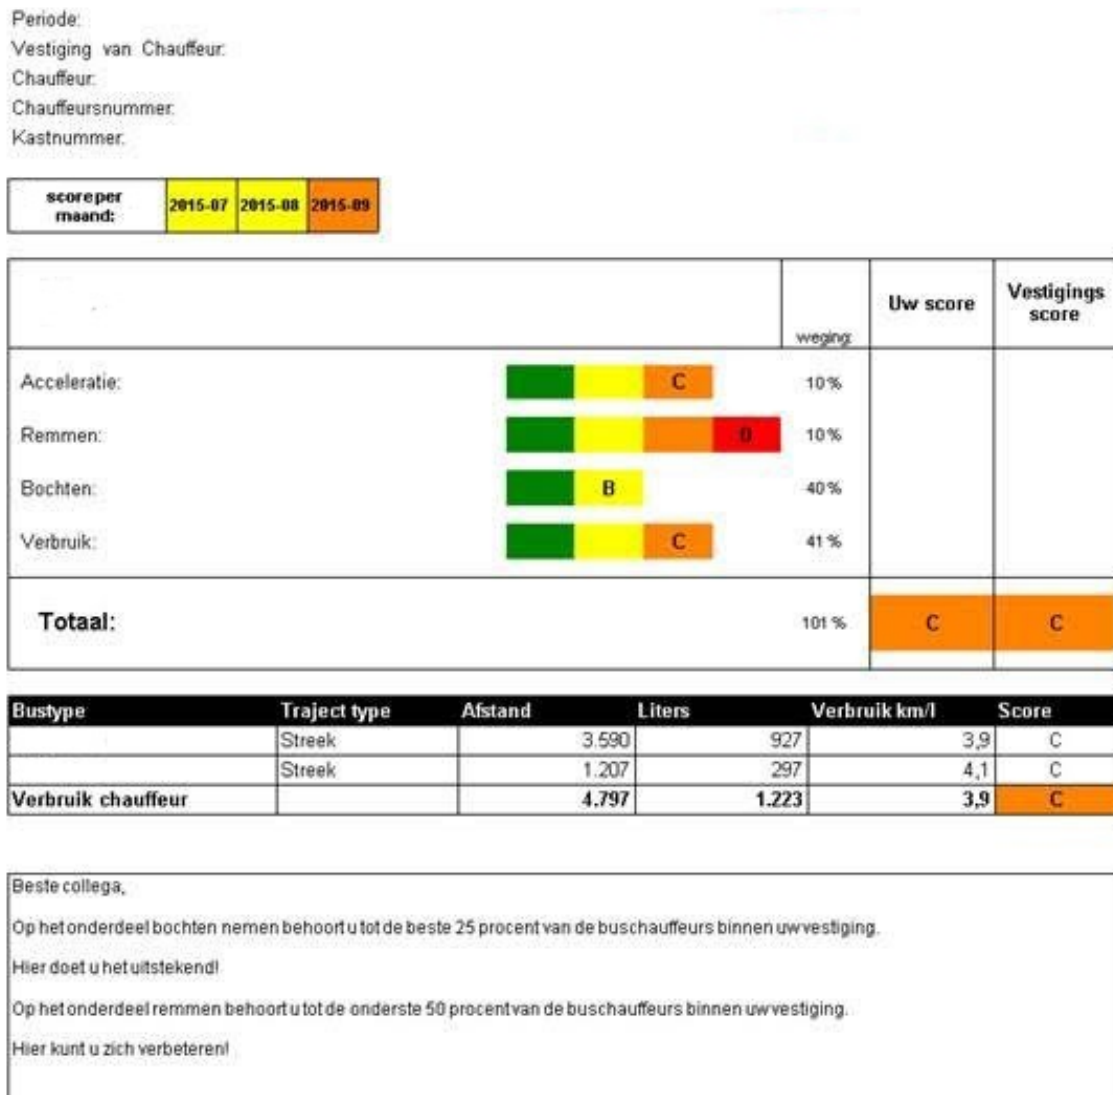 Periode:
Vestiging van Chauffeur:
Chauffeur:
Chauffeursnummer:
Kastnummer:
scoreper
maand:
2015-07 2015-08 2015-09
weging:
Uw score
Vestigings
score
Acceleratie: C 10%
Remmen: D 10%
Bochten: B 40%
Verbruik: C 41%
Totaal: 101% C C
Bustype Traject type Afstand Liters Verbruik km/l Score
Streek 3.590 927 3,9 C
Streek 1.207 297 4,1 C
Verbruik chauffeur 4.797 1.223 3,9 C
Beste collega,
Op het onderdeel bochten nemen behoort u tot de beste 25 procent van de buschauffeurs binnen uw vestiging.
Hier doet u het uitstekend!
Op het onderdeel remmen behoort u tot de onderste 50 procent van de buschauffeurs binnen uw vestiging.
Hier kunt u zich verbeteren!